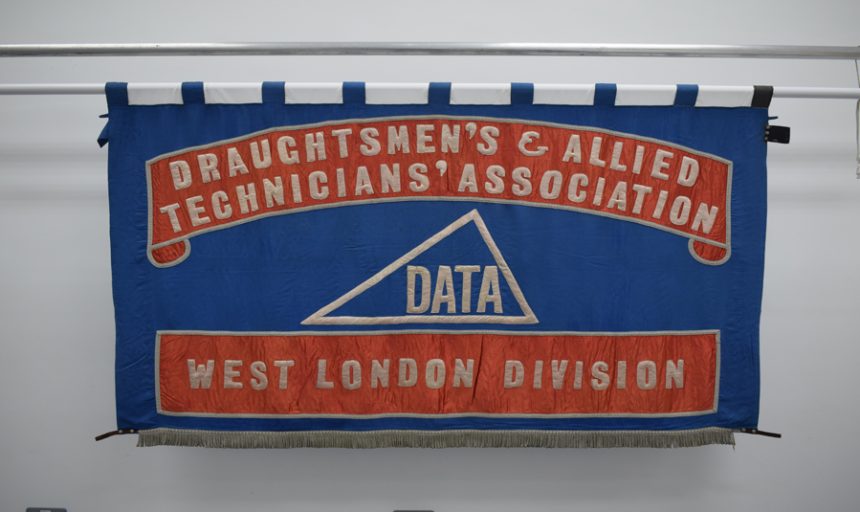 DRAUGHTSMEN'S & ALLIED
TECHNICIANS' ASSOCIATION
DATA
WEST LONDON DIVISION